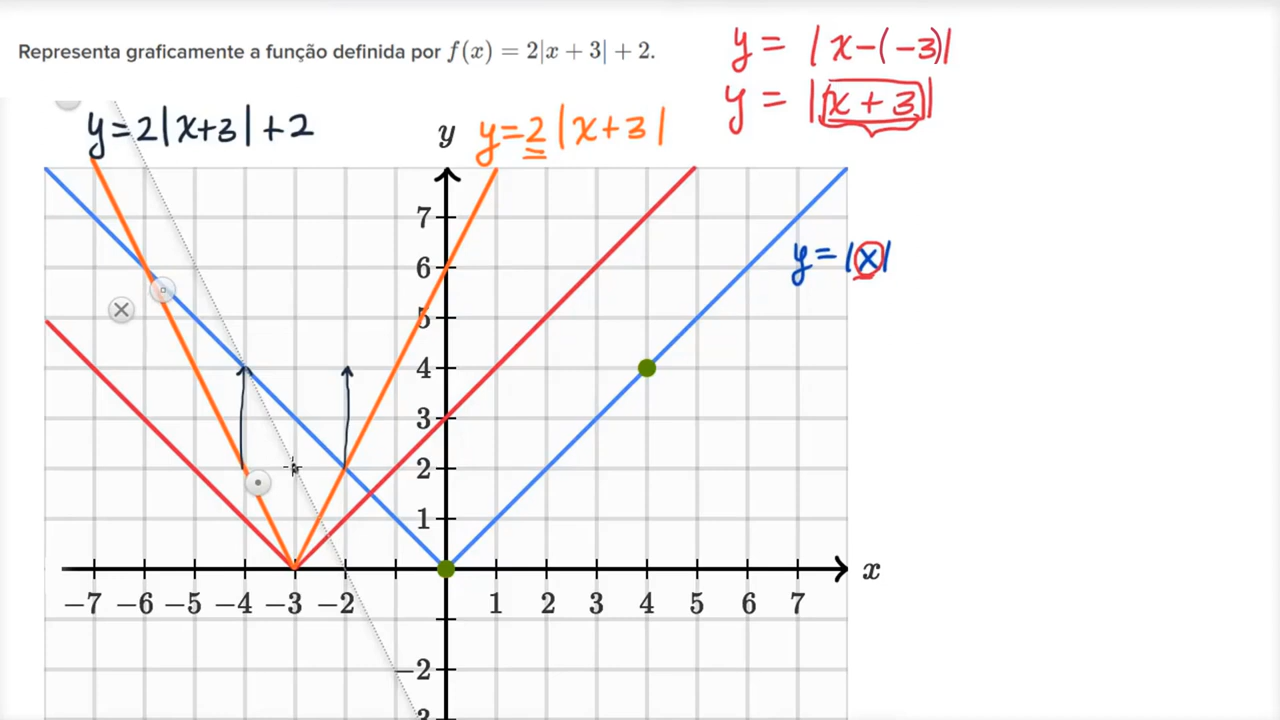 Representa graficamente a função definida por f(x) = 2|x + 3| + 2.
y = |x-(-3)|
y = |x + 3|
y=2|x+3|+2
y
y=2|x+3|
7
6
5
4
3
2
1
y=|x|
x
−7 −6 −5 −4 −3 −2 1 2 3 4 5 6 7
−2